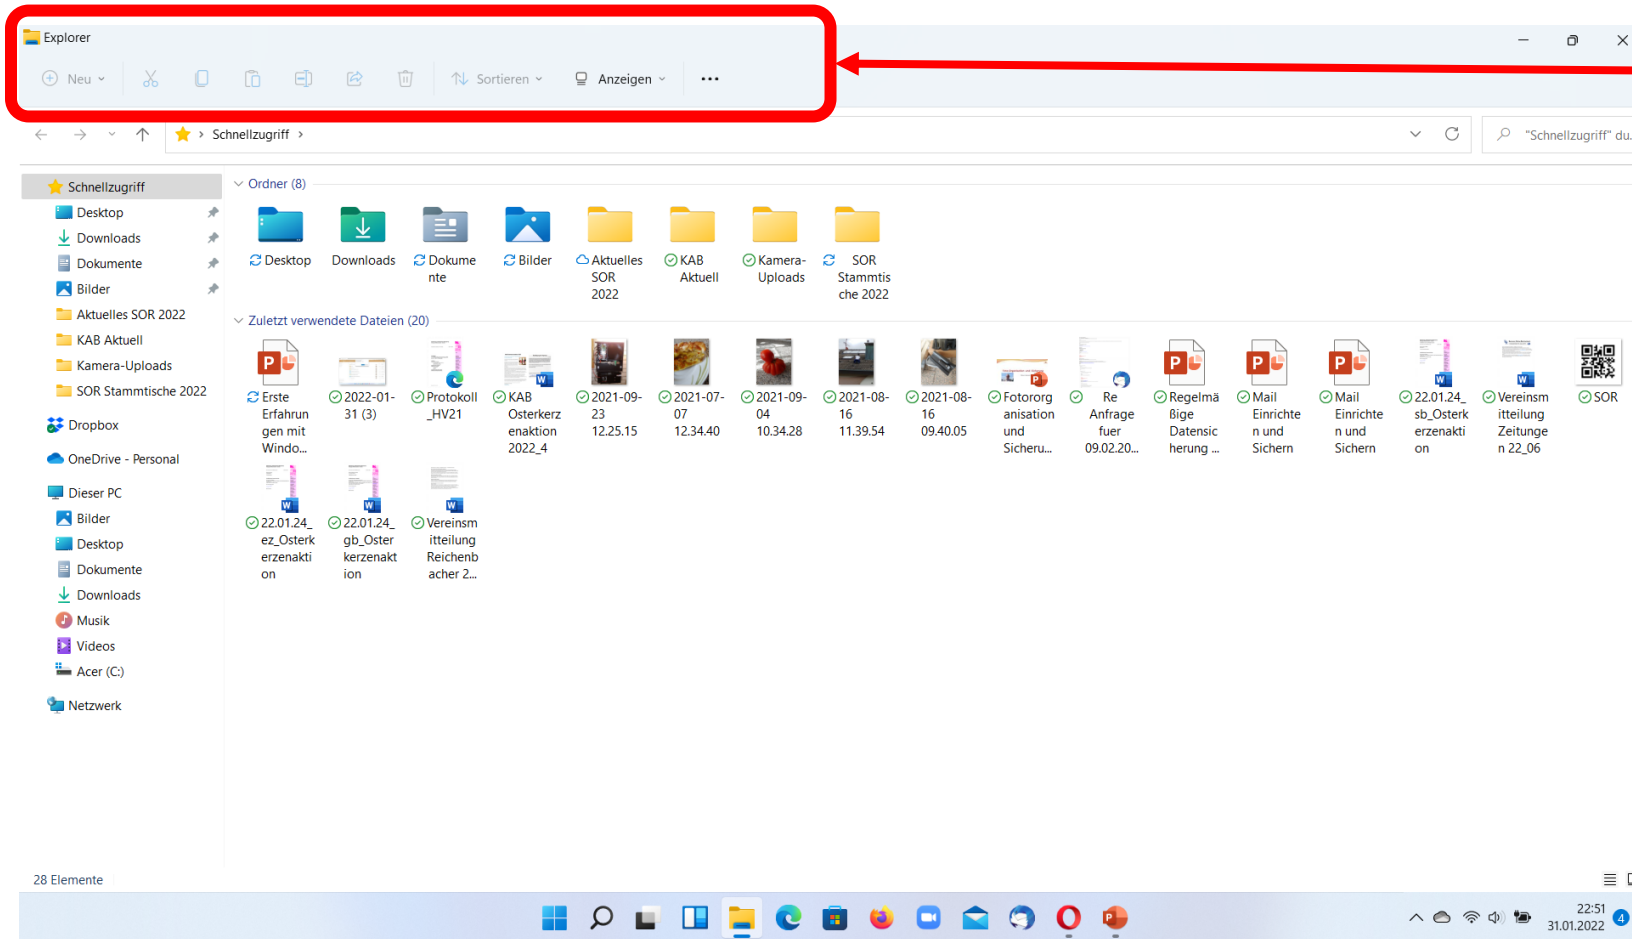 Explorer
Neu
Sortieren
Anzeigen
Schnellzugriff
"Schnellzugriff" du.
Schnellzugriff
Desktop
Downloads
Dokumente
Bilder
Aktuelles SOR 2022
KAB Aktuell
Kamera-Uploads
SOR Stammtische 2022
Dropbox
OneDrive - Personal
Dieser PC
Bilder
Desktop
Dokumente
Downloads
Musik
Videos
Acer (C:)
Netzwerk
Ordner (8)
Desktop
Downloads
Dokume
nte
Bilder
Aktuelles
SOR
2022
KAB
Aktuell
Kamera-
Uploads
SOR
Stammtis
che 2022
Zuletzt verwendete Dateien (20)
Erste
Erfahrun
gen mit
Windo...
2022-01-
31 (3)
Protokoll
_HV21
KAB
Osterkerz
enaktion
2022_4
2021-09-
23
12.25.15
2021-07-
07
12.34.40
2021-09-
04
10.34.28
2021-08-
16
11.39.54
2021-08-
16
09.40.05
Fotororg
anisation
und
Sicheru...
Re
Anfrage
fuer
09.02.20...
Regelmä
ßige
Datensic
herung ...
Mail
Einrichte
n und
Sichern
Mail
Einrichte
n und
Sichern
22.01.24_
sb_Osterk
erzenakti
on
Vereinsm
itteilung
Zeitunge
n 22_06
SOR
22.01.24_
ez_Osterk
erzenakti
on
22.01.24_
gb_Oster
kerzenakt
ion
Vereinsm
itteilung
Reichenb
acher 2...
28 Elemente
22:51
31.01.2022
4